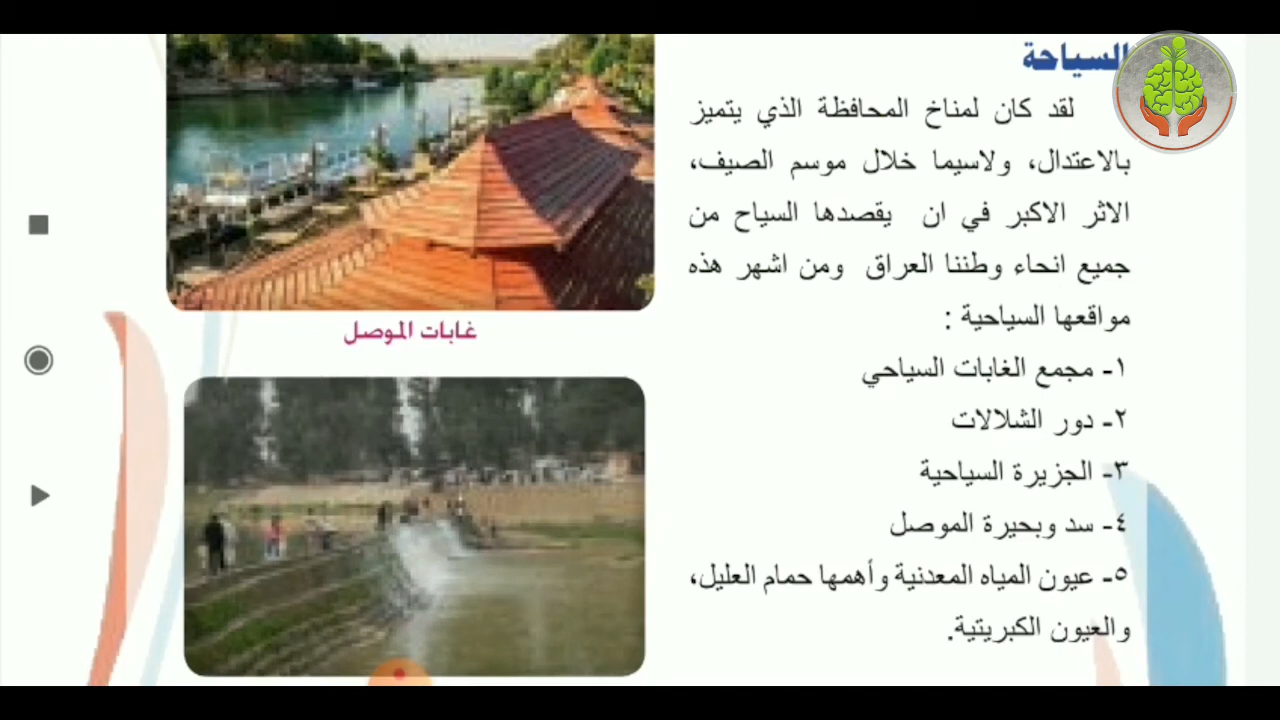 السياحة
لقد كان لمناخ المحافظة الذي يتميز
بالاعتدال، ولاسيما خلال موسم الصيف،
الاثر الاكبر في ان يقصدها السياح من
جميع انحاء وطننا العراق ومن اشهر هذه
مواقعها السياحية :
١- مجمع الغابات السياحي
٢- دور الشلالات
٣- الجزيرة السياحية
٤- سد وبحيرة الموصل
٥- عيون المياه المعدنية وأهمها حمام العليل،
والعيون الكبريتية.
غابات الموصل